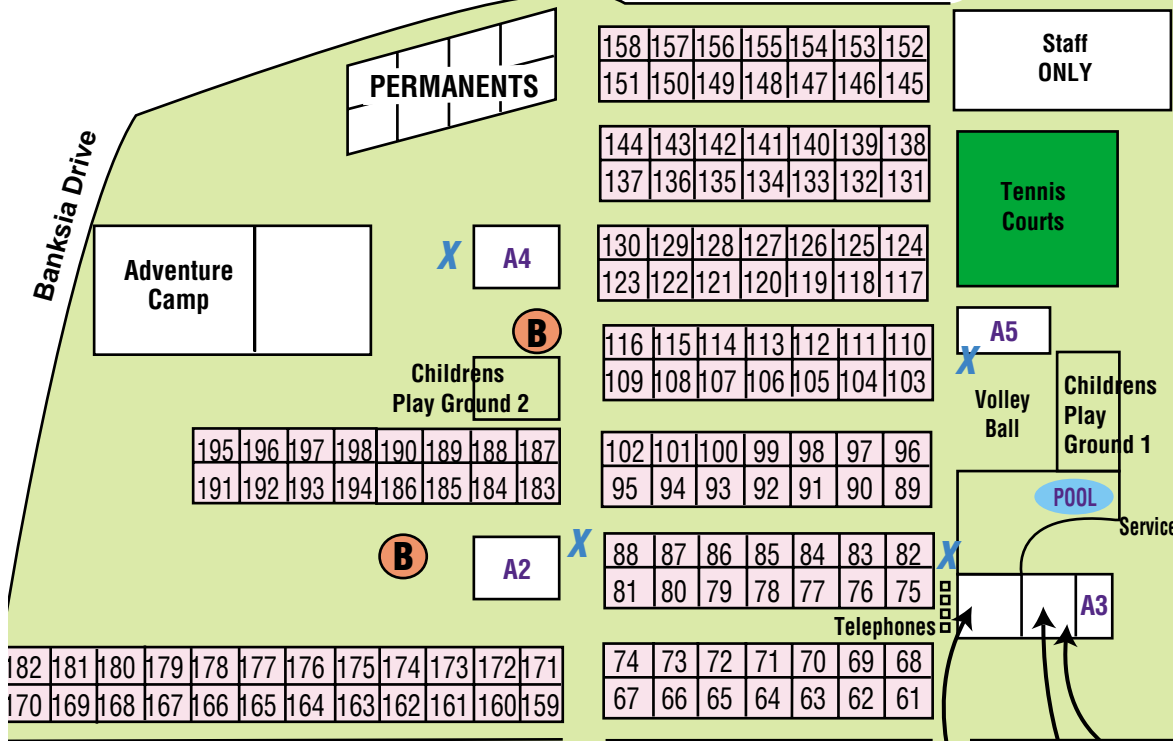 PERMANENTS
158 157 156 155 154 153 152
151 150 149 148 147 146 145
Staff
ONLY
Banksia Drive
144 143 142 141 140 139 138
137 136 135 134 133 132 131
Tennis
Courts
Adventure
Camp
X
A4
130 129 128 127 126 125 124
123 122 121 120 119 118 117
B
A5
X
116 115 114 113 112 111 110
109 108 107 106 105 104 103
Childrens
Play Ground 2
Volley
Ball
Childrens
Play
Ground 1
195 196 197 198 190 189 188 187
191 192 193 194 186 185 184 183
102 101 100 99 98 97 96
95 94 93 92 91 90 89
POOL
Service
B
A2
X
88 87 86 85 84 83 82
81 80 79 78 77 76 75
X
A3
Telephones
182 181 180 179 178 177 176 175 174 173 172 171
170 169 168 167 166 165 164 163 162 161 160 159
74 73 72 71 70 69 68
67 66 65 64 63 62 61